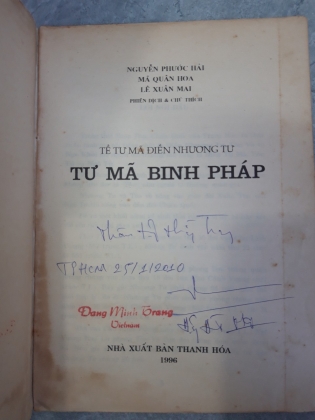 NGUYỄN PHƯỚC HẢI
MÃ QUÂN HOA
LÊ XUÂN MAI
PHIÊN DỊCH & CHÚ THÍCH
TỀ TƯ MÃ ĐIỀN NHƯƠNG TƯ
TƯ MÃ BINH PHÁP
TPHCM 25/1/2010
Dang Minh Trang
Vietnam
NHÀ XUẤT BẢN THANH HÓA
1996